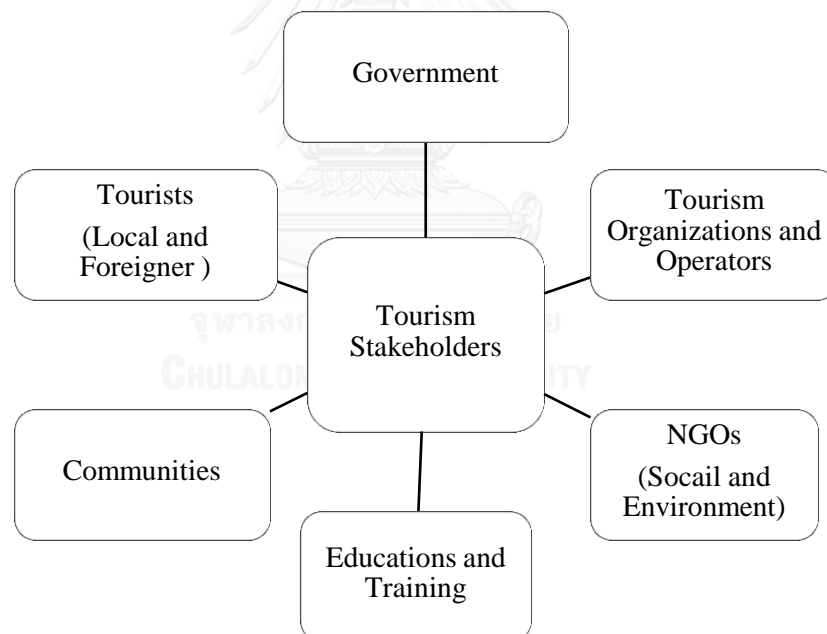 Government
Tourists
(Local and
Foreigner )
Tourism
Organizations and
Operators
Tourism
Stakeholders
Communities
NGOs
(Socail and
Environment)
Educations and
Training